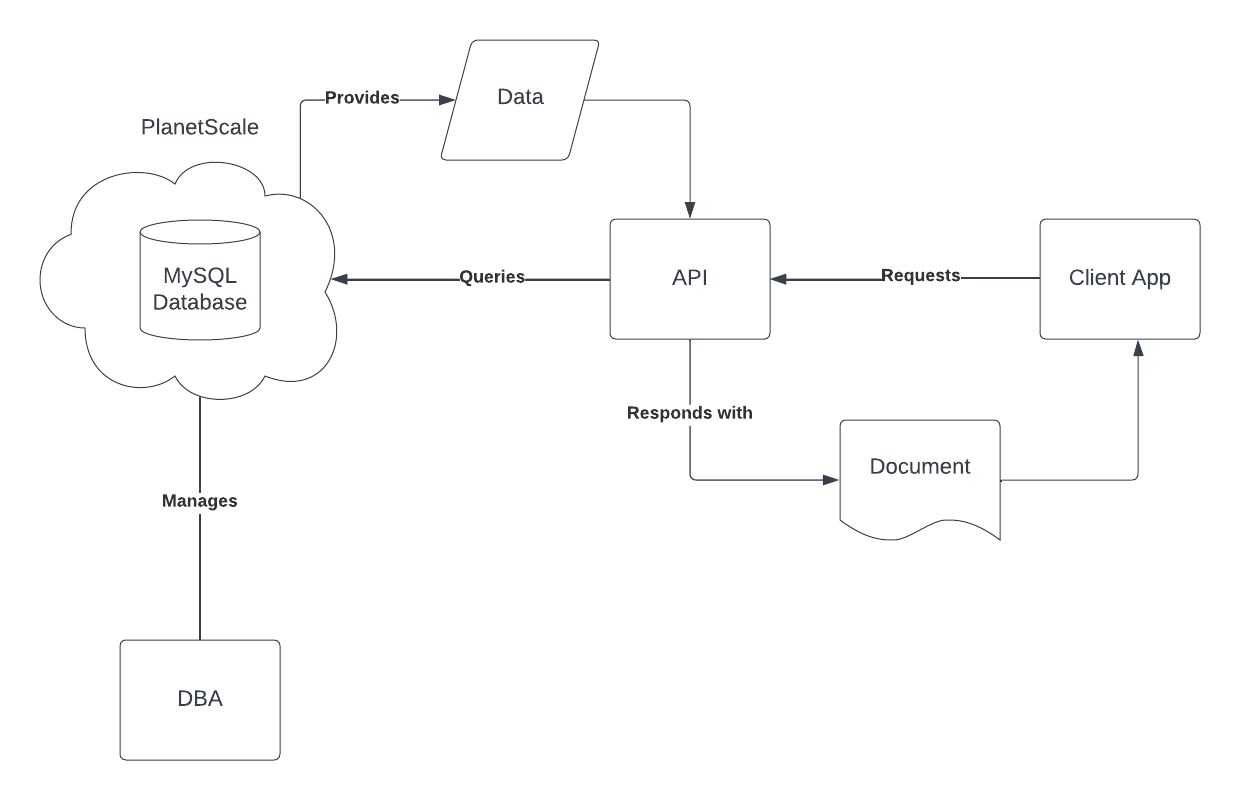 Provides
Data
PlanetScale
MySQL
Database
Queries
API
Requests
Client App
Responds with
Document
Manages
DBA